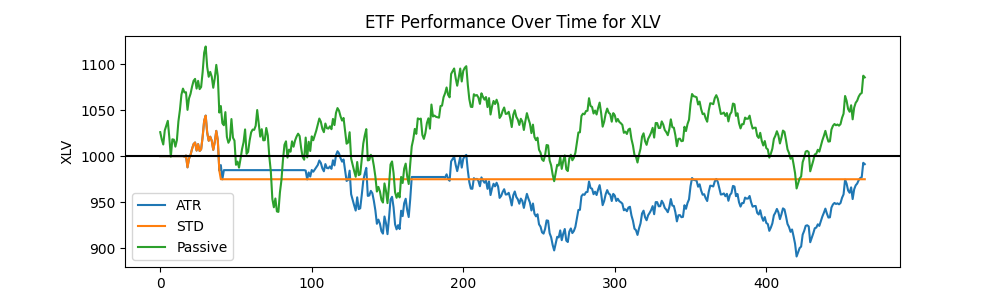 ETF Performance Over Time for XLV
XLV
1100
1050
1000
950
900
ATR
STD
Passive
0 100 200 300 400